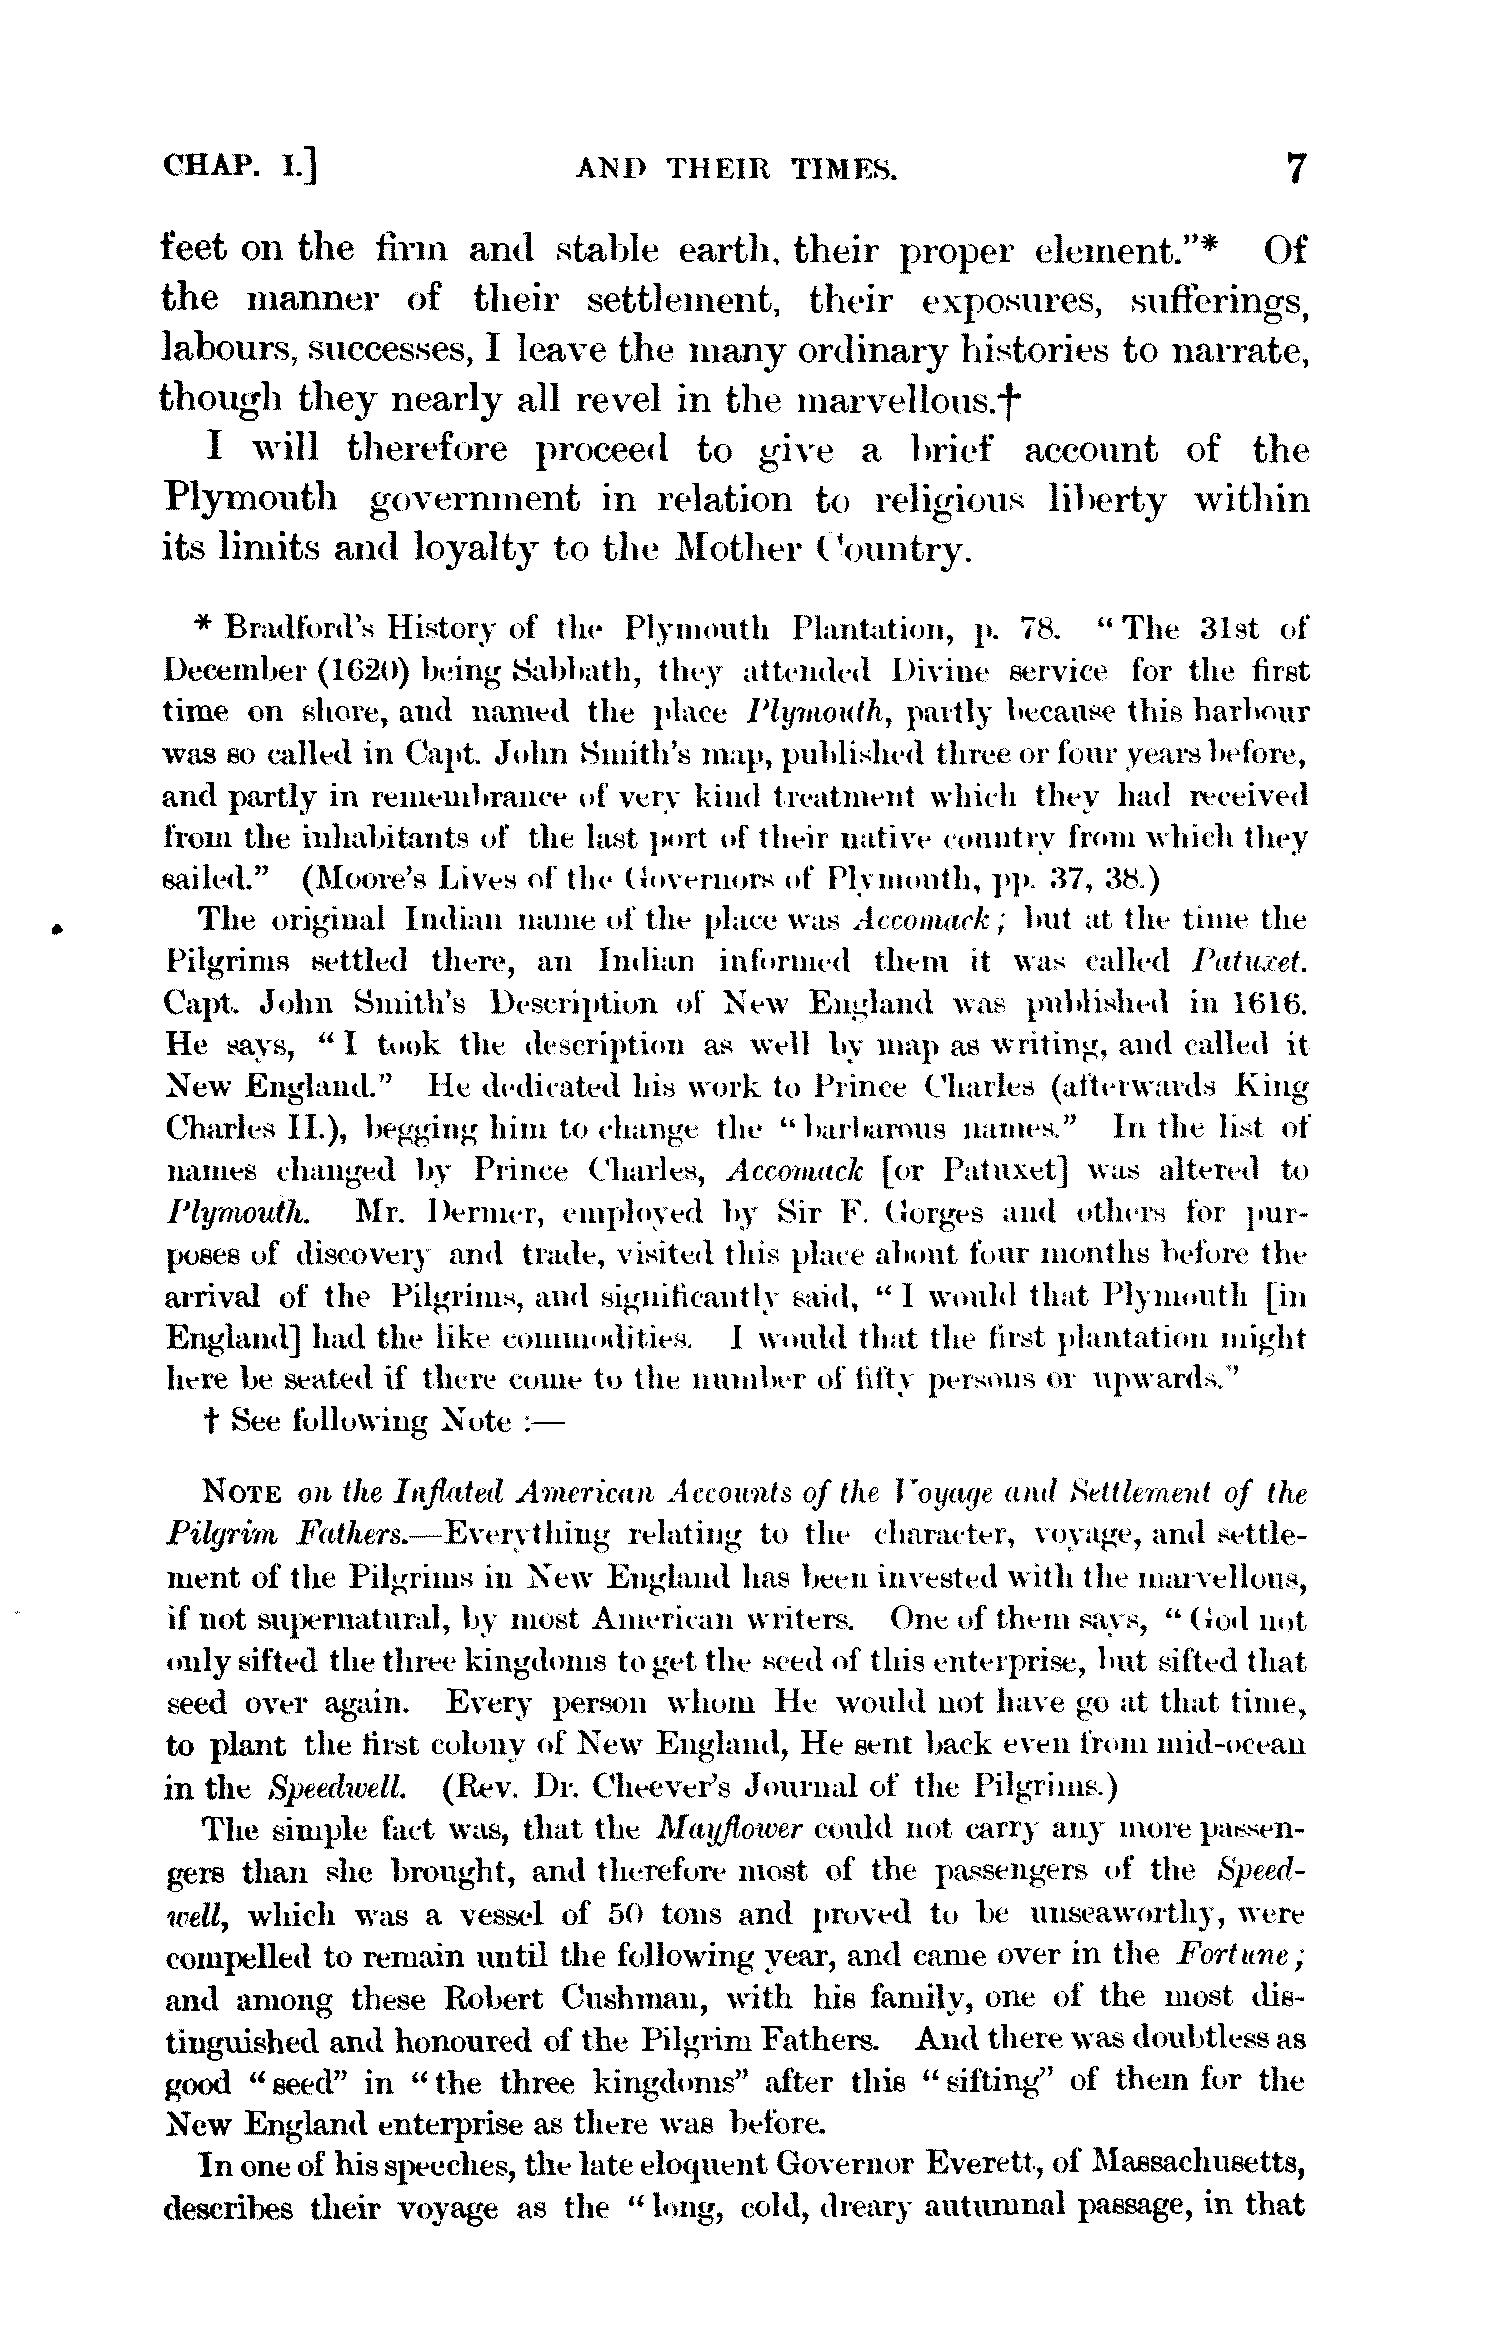 CHAP. I.] AND THEIR TIMES. 7
feet on the firm and stable earth, their proper element."* Of
the manner of their settlement, their exposures, sufferings,
labours, successes, I leave the many ordinary histories to narrate,
though they nearly all revel in the marvellous.†
I will therefore proceed to give a brief account of the
Plymouth government in relation to religious liberty within
its limits and loyalty to the Mother Country.
* Bradford's History of the Plymouth Plantation, p. 78. "The 31st of
December (1620) being Sabbath, they attended Divine service for the first
time on shore, and named the place Plymouth, partly because this harbour
was so called in Capt. John Smith's map, published three or four years before,
and partly in remembrance of very kind treatment which they had received
from the inhabitants of the last port of their native country from which they
sailed." (Moore's Lives of the Governors of Plymouth, pp. 37, 38.)
The original Indian name of the place was Accomack; but at the time the
Pilgrims settled there, an Indian informed them it was called Patuxet.
Capt. John Smith's Description of New England was published in 1616.
He says, "I took the description as well by map as writing, and called it
New England." He dedicated his work to Prince Charles (afterwards King
Charles II.), begging him to change the "barbarous names." In the list of
names changed by Prince Charles, Accomack [or Patuxet] was altered to
Plymouth. Mr. Dermer, employed by Sir F. Gorges and others for pur-
poses of discovery and trade, visited this place about four months before the
arrival of the Pilgrims, and significantly said, "I would that Plymouth [in
England] had the like commodities. I would that the first plantation might
here be seated if there come to the number of fifty persons or upwards."
† See following Note :—
NOTE on the Inflated American Accounts of the Voyage and Settlement of the
Pilgrim Fathers.—Everything relating to the character, voyage, and settle-
ment of the Pilgrims in New England has been invested with the marvellous,
if not supernatural, by most American writers. One of them says, "God not
only sifted the three kingdoms to get the seed of this enterprise, but sifted that
seed over again. Every person whom He would not have go at that time,
to plant the first colony of New England, He sent back even from mid-ocean
in the Speedwell. (Rev. Dr. Cheever's Journal of the Pilgrims.)
The simple fact was, that the Mayflower could not carry any more passen-
gers than she brought, and therefore most of the passengers of the Speed-
well, which was a vessel of 50 tons and proved to be unseaworthy, were
compelled to remain until the following year, and came over in the Fortune;
and among these Robert Cushman, with his family, one of the most dis-
tinguished and honoured of the Pilgrim Fathers. And there was doubtless as
good "seed" in "the three kingdoms" after this "sifting" of them for the
New England enterprise as there was before.
In one of his speeches, the late eloquent Governor Everett, of Massachusetts,
describes their voyage as the "long, cold, dreary autumnal passage, in that